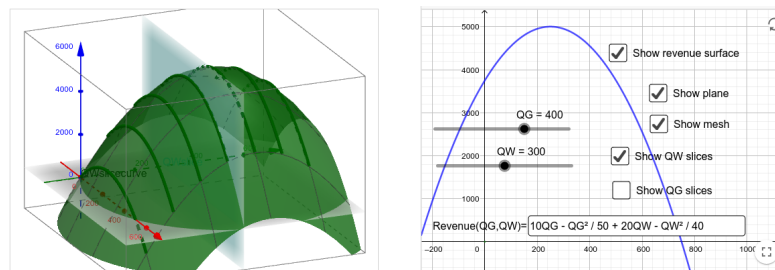 6000
4000
2000
0
200
200
400
600
5000
4000
3000
2000
1000
−200
0
200
400
600
800
1000
Show revenue surface
Show plane
QG = 400
Show mesh
QW = 300
Show QW slices
Show QG slices
Revenue(QG,QW)= 10QG - QG² / 50 + 20QW - QW² / 40